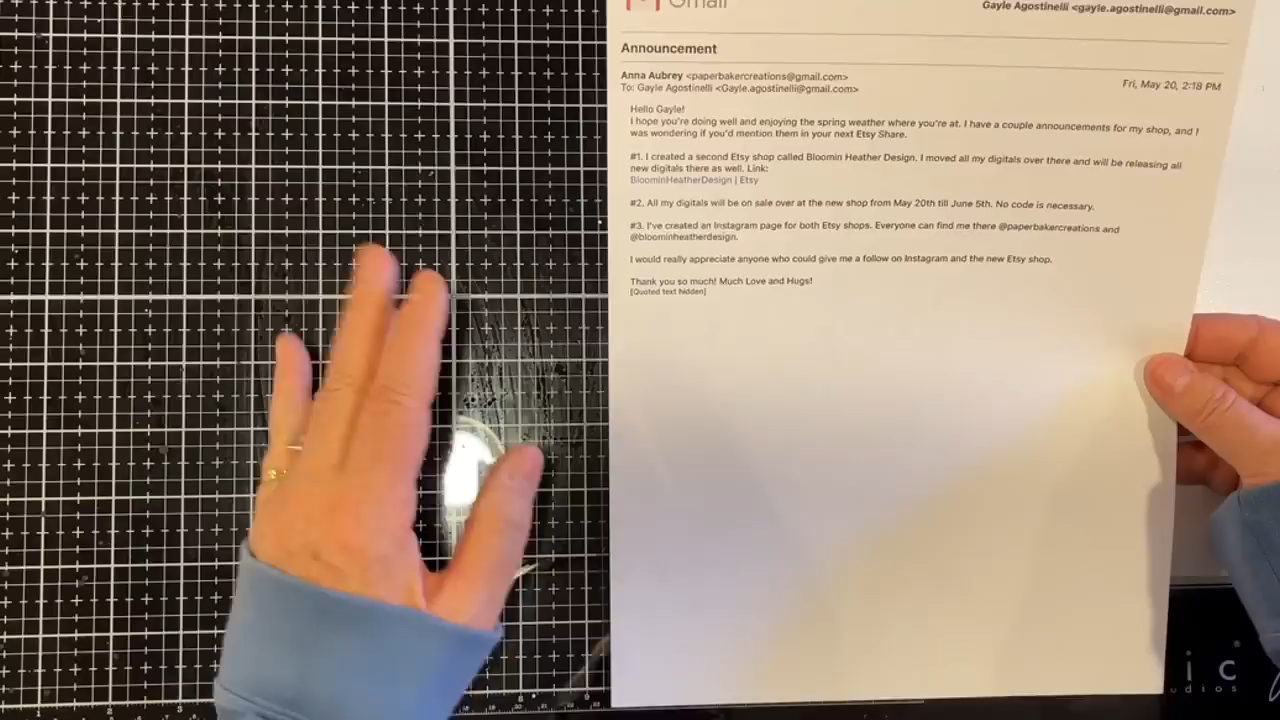 Gmail
Gayle Agostinelli <gayle.agostinelli@gmail.com>
Announcement
Anna Aubrey <paperbakercreations@gmail.com>
Fri, May 20, 2:18 PM
To: Gayle Agostinelli <Gayle.agostinelli@gmail.com>
Hello Gayle!
I hope you're doing well and enjoying the spring weather where you're at. I have a couple announcements for my shop, and I
was wondering if you'd mention them in your next Etsy Share.
#1. I created a second Etsy shop called Bloomin Heather Design. I moved all my digitals over there and will be releasing all
new digitals there as well. Link:
BloominHeatherDesign | Etsy
#2. All my digitals will be on sale over at the new shop from May 20th till June 5th. No code is necessary.
#3. I've created an Instagram page for both Etsy shops. Everyone can find me there @paperbakercreations and
@bloominheatherdesign.
I would really appreciate anyone who could give me a follow on Instagram and the new Etsy shop.
Thank you so much! Much Love and Hugs!
[Quoted text hidden]